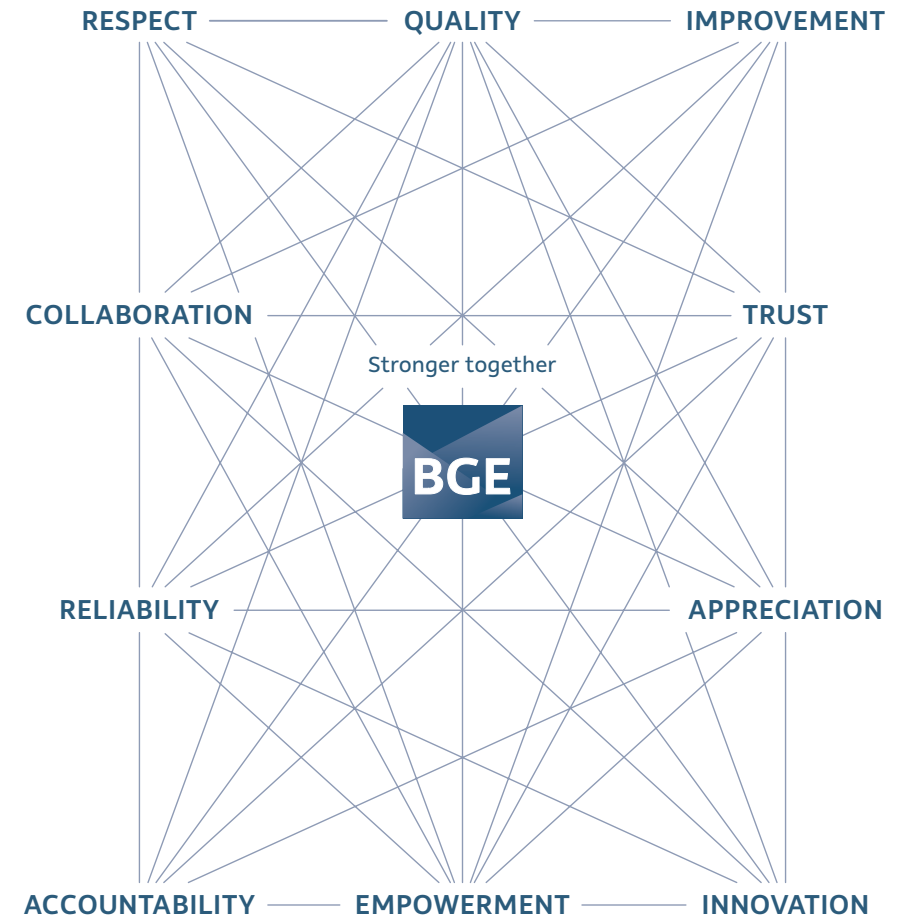 RESPECT QUALITY IMPROVEMENT
COLLABORATION TRUST
Stronger together
BGE
RELIABILITY APPRECIATION
ACCOUNTABILITY EMPOWERMENT INNOVATION